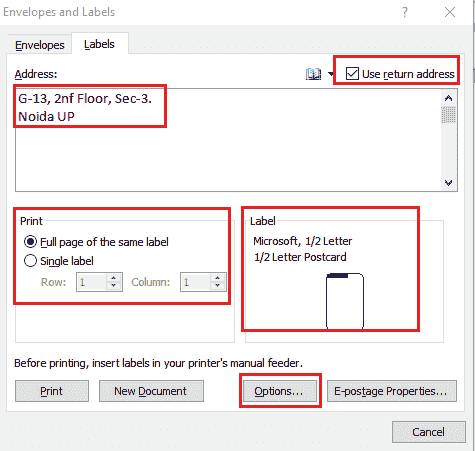 Envelopes and Labels ? ×
Envelopes Labels
Address: Use return address
G-13, 2nf Floor, Sec-3.
Noida UP
Print Label
Full page of the same label Microsoft, 1/2 Letter
Single label 1/2 Letter Postcard
Row: 1 Column: 1
Before printing, insert labels in your printer's manual feeder.
Print New Document Options... E-postage Properties...
Cancel